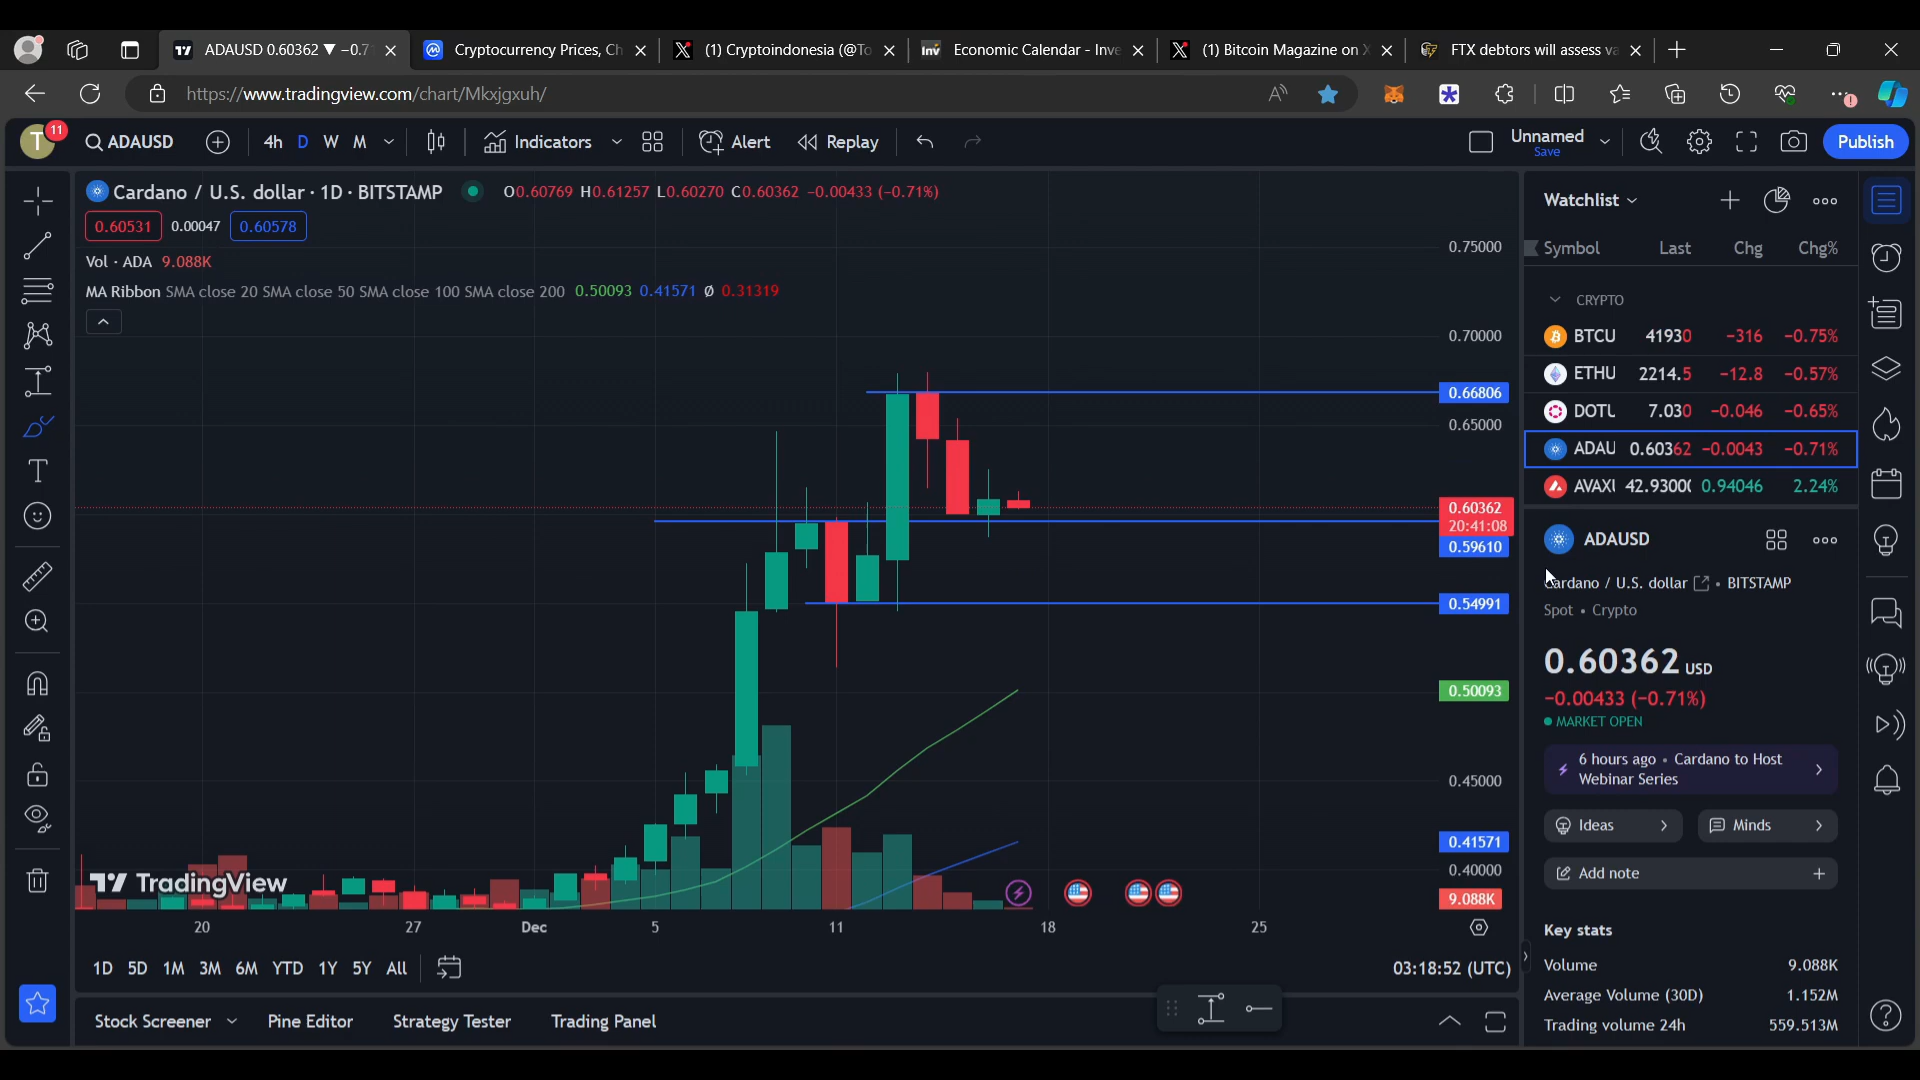 ADAUSD 0.60362 ▼ −0.7
Cryptocurrency Prices, Ch
(1) Cryptoindonesia (@To
Economic Calendar - Inve
(1) Bitcoin Magazine on X
FTX debtors will assess va
https://www.tradingview.com/chart/Mkxjgxuh/
T 11 ADAUSD 4h D W M Indicators Alert Replay Unnamed Save Publish
Cardano / U.S. dollar · 1D · BITSTAMP O0.60769 H0.61257 L0.60270 C0.60362 −0.00433 (−0.71%)
0.60531 0.00047 0.60578
Vol · ADA 9.088K
MA Ribbon SMA close 20 SMA close 50 SMA close 100 SMA close 200 0.50093 0.41571 Ø 0.31319
0.75000
0.70000
0.66806
0.65000
0.60362
20:41:08
0.59610
0.54991
0.50093
0.45000
0.41571
0.40000
9.088K
TradingView
20 27 Dec 5 11 18 25
1D 5D 1M 3M 6M YTD 1Y 5Y All 03:18:52 (UTC)
Stock Screener Pine Editor Strategy Tester Trading Panel
Watchlist
Symbol Last Chg Chg%
CRYPTO
BTCU 41930 −316 −0.75%
ETHU 2214.5 −12.8 −0.57%
DOTU 7.030 −0.046 −0.65%
ADAU 0.60362 −0.0043 −0.71%
AVAXU 42.93000 0.94046 2.24%
ADAUSD
Cardano / U.S. dollar • BITSTAMP
Spot • Crypto
0.60362 USD
−0.00433 (−0.71%)
MARKET OPEN
6 hours ago • Cardano to Host
Webinar Series
Ideas Minds
Add note
Key stats
Volume 9.088K
Average Volume (30D) 1.152M
Trading volume 24h 559.513M